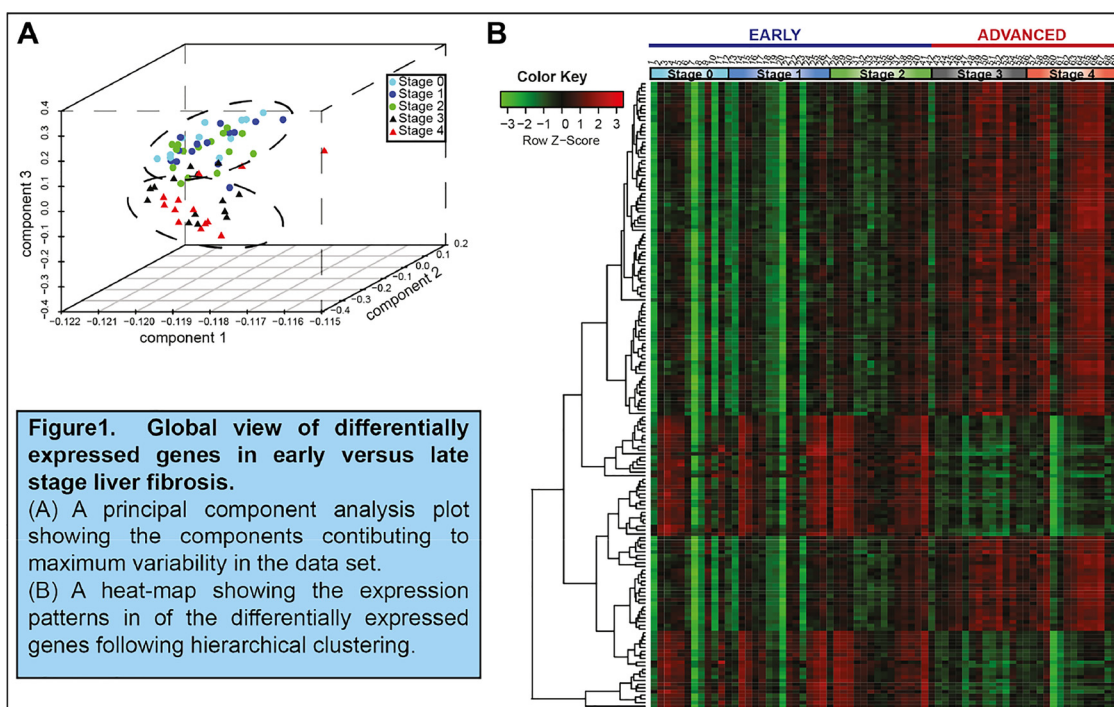 A
Stage 0
Stage 1
Stage 2
Stage 3
Stage 4
component 3
0.4
0.3
0.2
0.1
0.0
−0.1
−0.2
−0.3
−0.4
−0.122 −0.121 −0.120 −0.119 −0.118 −0.117 −0.116 −0.115
component 1
0.2
0.1
0.0
−0.1
−0.2
−0.3
−0.4
component 2
Figure1. Global view of differentially
expressed genes in early versus late
stage liver fibrosis.
(A) A principal component analysis plot
showing the components contibuting to
maximum variability in the data set.
(B) A heat-map showing the expression
patterns in of the differentially expressed
genes following hierarchical clustering.
B
EARLY ADVANCED
Stage 0 Stage 1 Stage 2 Stage 3 Stage 4
Color Key
−3 −2 −1 0 1 2 3
Row Z−Score